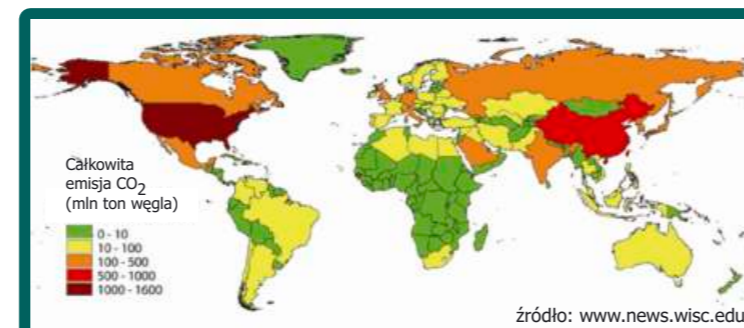 Całkowita
emisja CO2
(mln ton węgla)
0 - 10
10 - 100
100 - 500
500 - 1000
1000 - 1600
źródło: www.news.wisc.edu